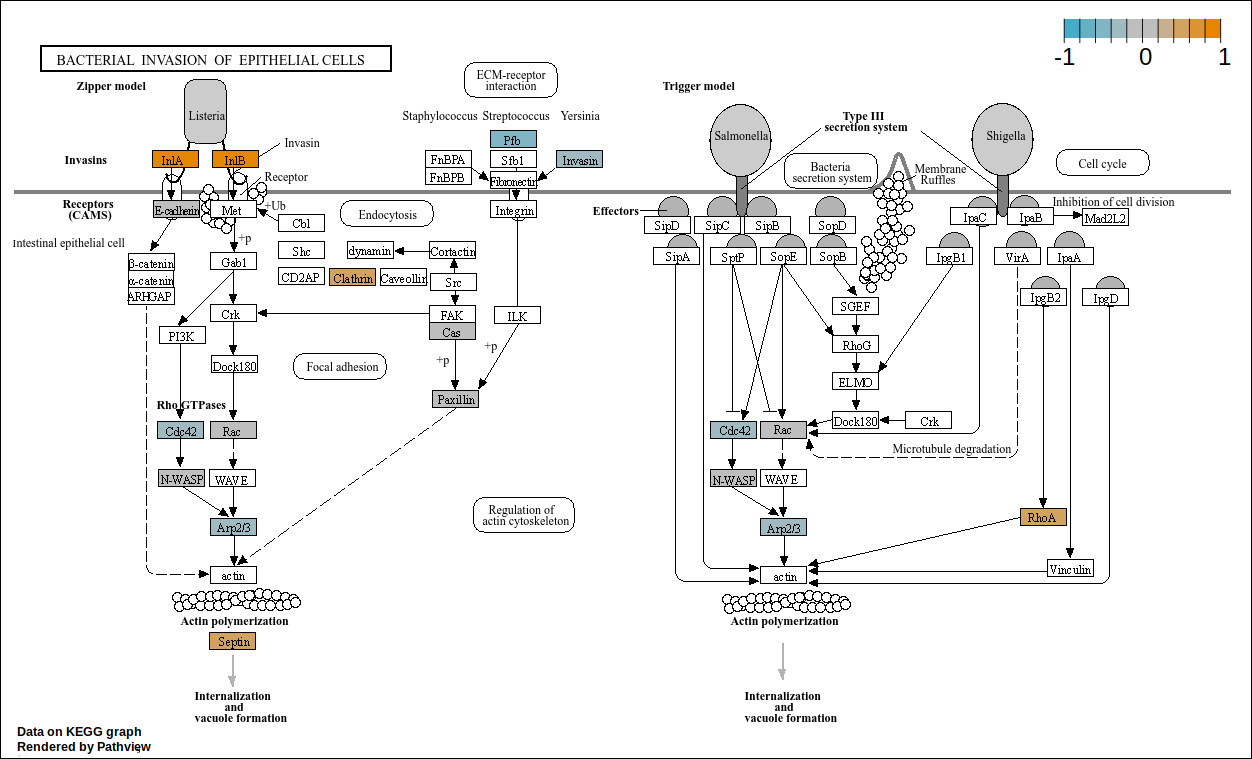 BACTERIAL INVASION OF EPITHELIAL CELLS
-1 0 1
Zipper model
ECM-receptor
interaction
Trigger model
Listeria
Staphylococcus Streptococcus Yersinia
Salmonella
Type III
secretion system
Shigella
Pfb
Invasin
Invasins
InlA
InlB
FnBPA
Sfb1
Invasin
FnBPB
Fibronectin
Bacteria
secretion system
Membrane
Ruffles
Cell cycle
Receptor
Receptors
(CAMS)
E-cadherin
Met
+Ub
Cbl
Endocytosis
Integrin
Effectors
SipD
SipC
SipB
SopD
IpaC
IpaB
Mad2L2
Inhibition of cell division
Intestinal epithelial cell
+p
Shc
dynamin
Cortactin
SipA
SptP
SopE
SopB
IpgB1
VirA
IpaA
β-catenin
α-catenin
ARHGAP
Gab1
CD2AP
Clathrin
Caveollin
Src
IpgB2
IpgD
Crk
FAK
Cas
ILK
SGEF
PI3K
RhoG
Dock180
Focal adhesion
+p
+p
ELMO
Paxillin
Rho GTPases
Cdc42
Rac
Cdc42
Rac
Dock180
Crk
Microtubule degradation
N-WASP
WAVE
N-WASP
WAVE
Regulation of
actin cytoskeleton
Arp2/3
Arp2/3
RhoA
actin
actin
Vinculin
Actin polymerization
Actin polymerization
Septin
Internalization
and
vacuole formation
Internalization
and
vacuole formation
Data on KEGG graph
Rendered by Pathview